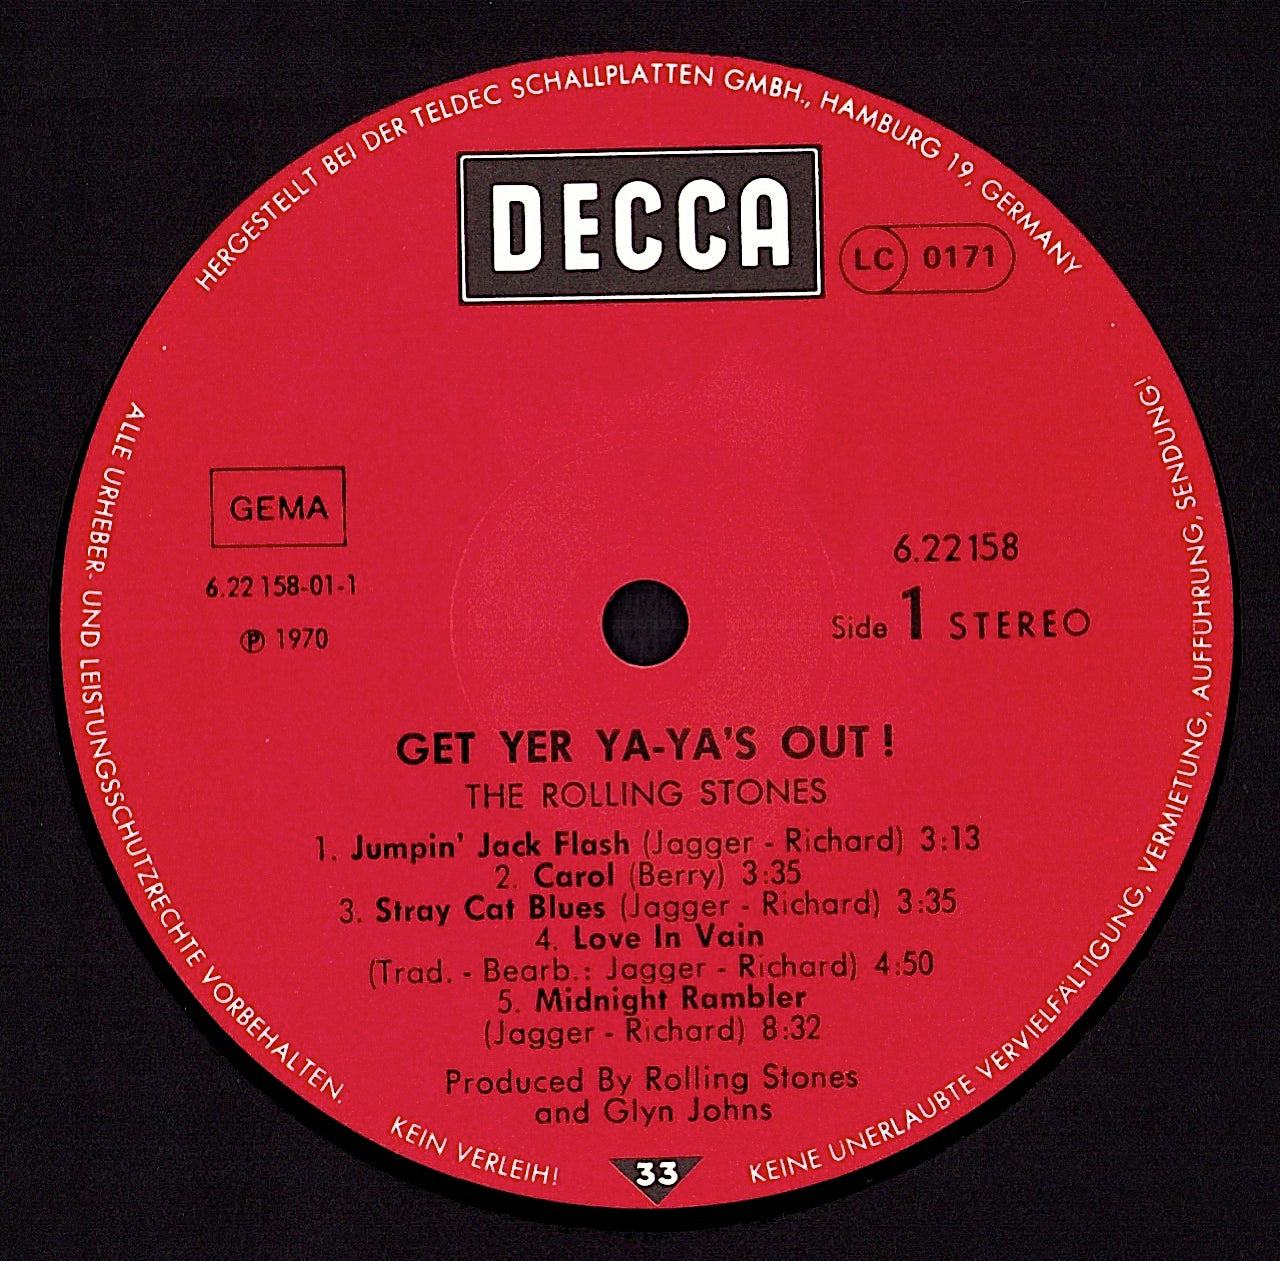 HERGESTELLT BEI DER TELDEC SCHALLPLATTEN GMBH., HAMBURG 19, GERMANY
DECCA
LC 0171
GEMA
6.22158-01-1
℗ 1970
6.22158
Side 1 STEREO
GET YER YA-YA'S OUT!
THE ROLLING STONES
1. Jumpin' Jack Flash (Jagger - Richard) 3:13
2. Carol (Berry) 3:35
3. Stray Cat Blues (Jagger - Richard) 3:35
4. Love In Vain
(Trad. - Bearb.: Jagger - Richard) 4:50
5. Midnight Rambler
(Jagger - Richard) 8:32
Produced By Rolling Stones
and Glyn Johns
33
ALLE URHEBER- UND LEISTUNGSSCHUTZRECHTE VORBEHALTEN.
KEIN VERLEIH!
KEINE UNERLAUBTE VERVIELFÄLTIGUNG, VERMIETUNG, AUFFÜHRUNG, SENDUNG!